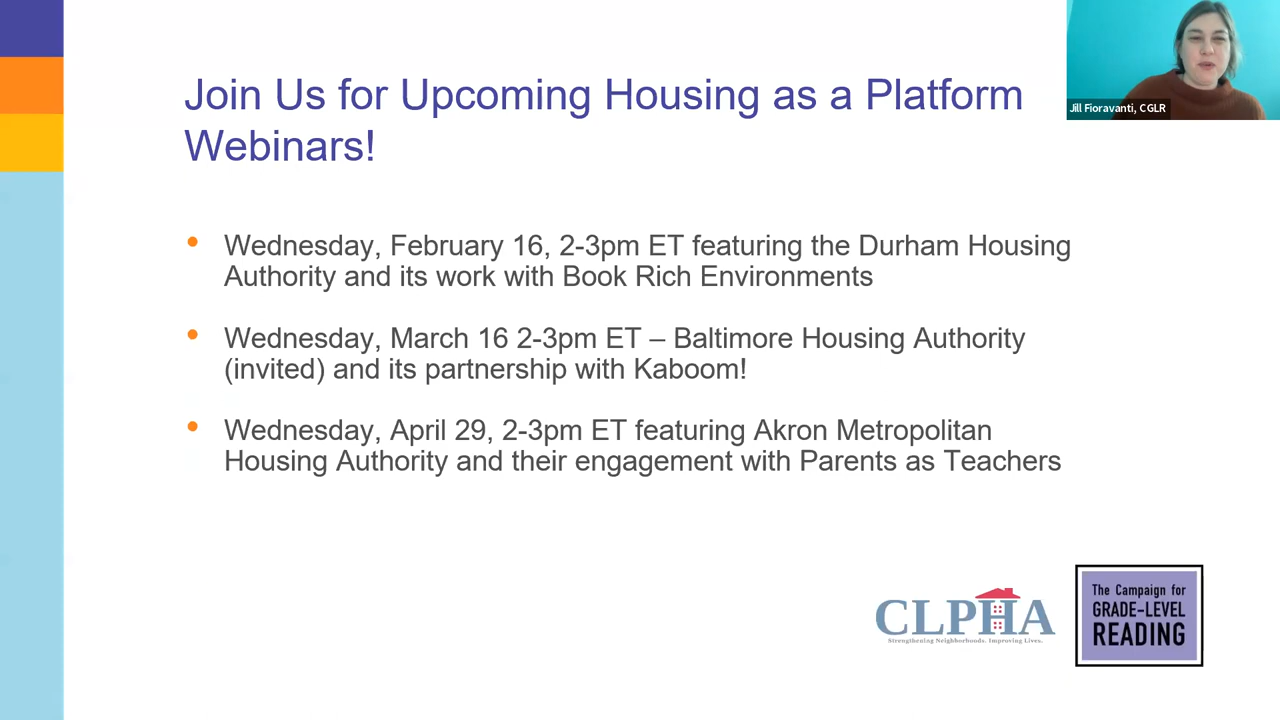 Join Us for Upcoming Housing as a Platform
Webinars!
Jill Fioravanti, CGLR
• Wednesday, February 16, 2-3pm ET featuring the Durham Housing
Authority and its work with Book Rich Environments
• Wednesday, March 16 2-3pm ET – Baltimore Housing Authority
(invited) and its partnership with Kaboom!
• Wednesday, April 29, 2-3pm ET featuring Akron Metropolitan
Housing Authority and their engagement with Parents as Teachers
CLPHA
Strengthening Neighborhoods. Improving Lives.
The Campaign for
GRADE-LEVEL
READING